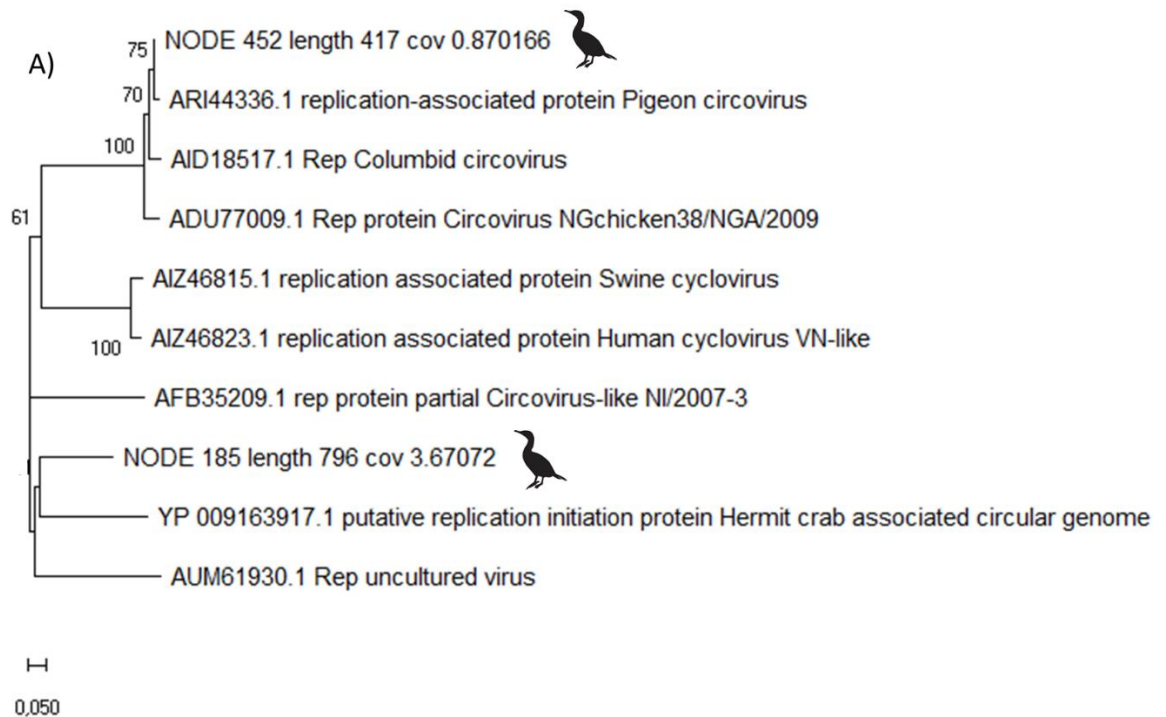 A)
75
NODE 452 length 417 cov 0.870166
70
ARI44336.1 replication-associated protein Pigeon circovirus
100
AID18517.1 Rep Columbid circovirus
61
ADU77009.1 Rep protein Circovirus NGchicken38/NGA/2009
AIZ46815.1 replication associated protein Swine cyclovirus
100
AIZ46823.1 replication associated protein Human cyclovirus VN-like
AFB35209.1 rep protein partial Circovirus-like NI/2007-3
NODE 185 length 796 cov 3.67072
YP 009163917.1 putative replication initiation protein Hermit crab associated circular genome
AUM61930.1 Rep uncultured virus
0,050